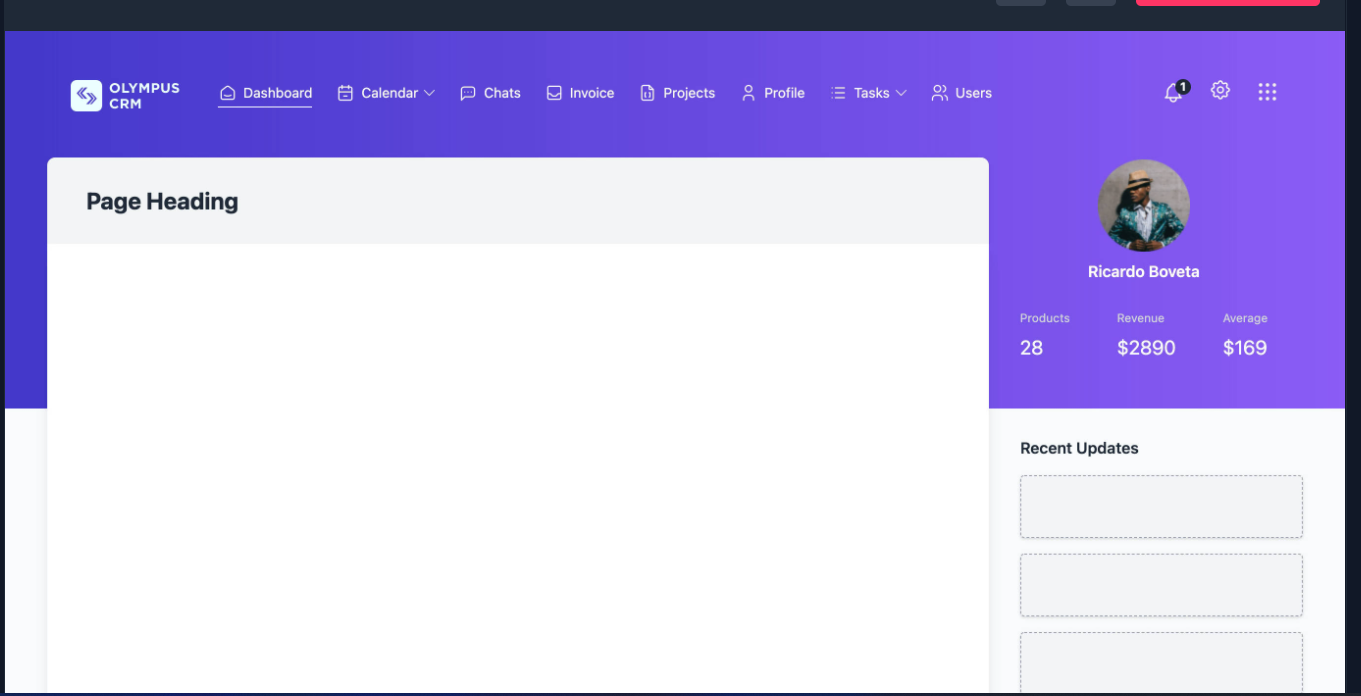 OLYMPUS
CRM
Dashboard
Calendar
Chats
Invoice
Projects
Profile
Tasks
Users
1
Page Heading
Ricardo Boveta
Products
Revenue
Average
28
$2890
$169
Recent Updates